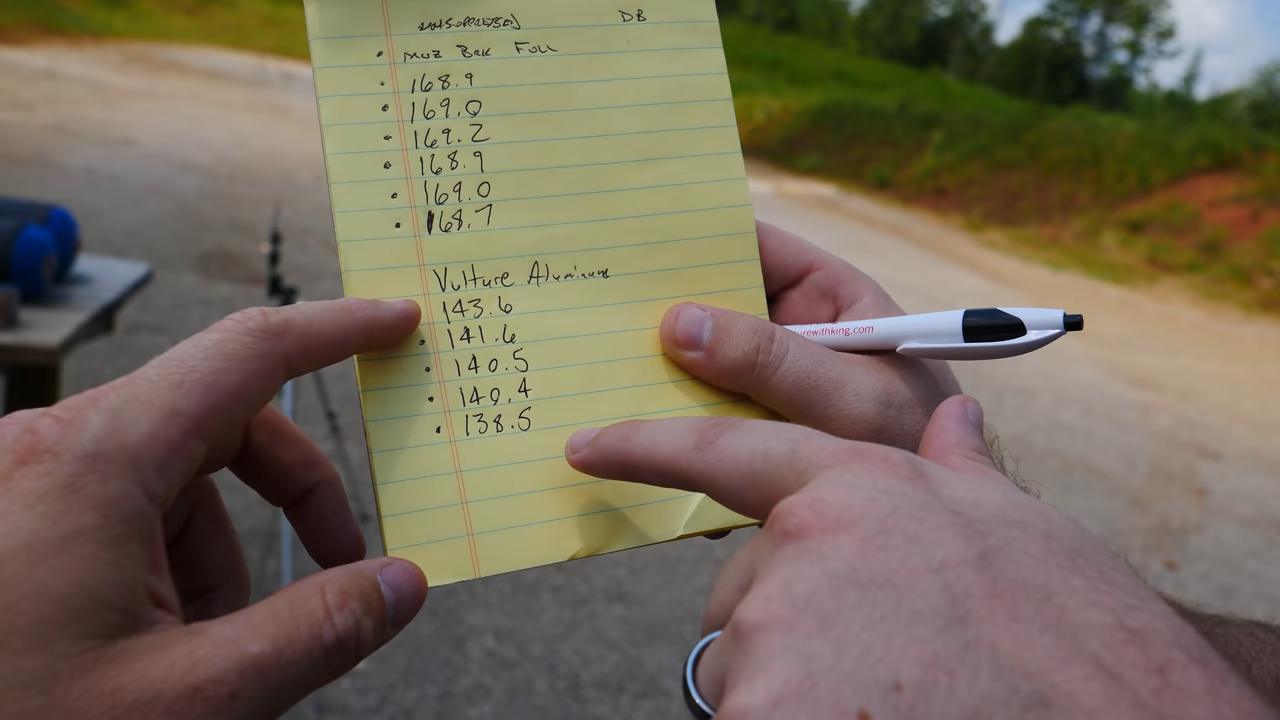 UNSUPPRESSED DB
• MUZ BRK FULL
• 168.9
• 169.0
• 169.2
• 168.9
• 169.0
• 168.7
Vulture Aluminum
143.6
• 141.6
• 140.5
• 140.4
• 138.5
urewithking.com